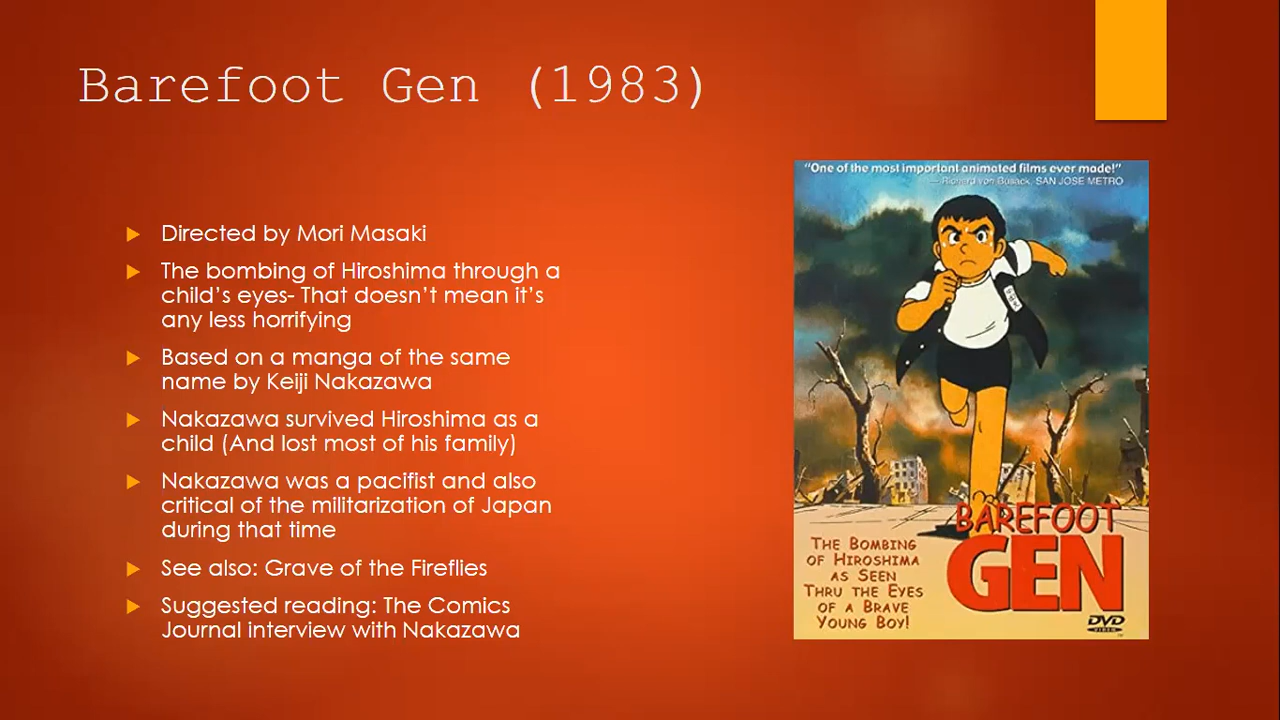 Barefoot Gen (1983)
Directed by Mori Masaki
The bombing of Hiroshima through a
child's eyes- That doesn't mean it's
any less horrifying
Based on a manga of the same
name by Keiji Nakazawa
Nakazawa survived Hiroshima as a
child (And lost most of his family)
Nakazawa was a pacifist and also
critical of the militarization of Japan
during that time
See also: Grave of the Fireflies
Suggested reading: The Comics
Journal interview with Nakazawa
"One of the most important animated films ever made!"
— Richard von Busack, SAN JOSE METRO
BAREFOOT
GEN
THE BOMBING
OF HIROSHIMA
AS SEEN
THRU THE EYES
OF A BRAVE
YOUNG BOY!
DVD
VIDEO